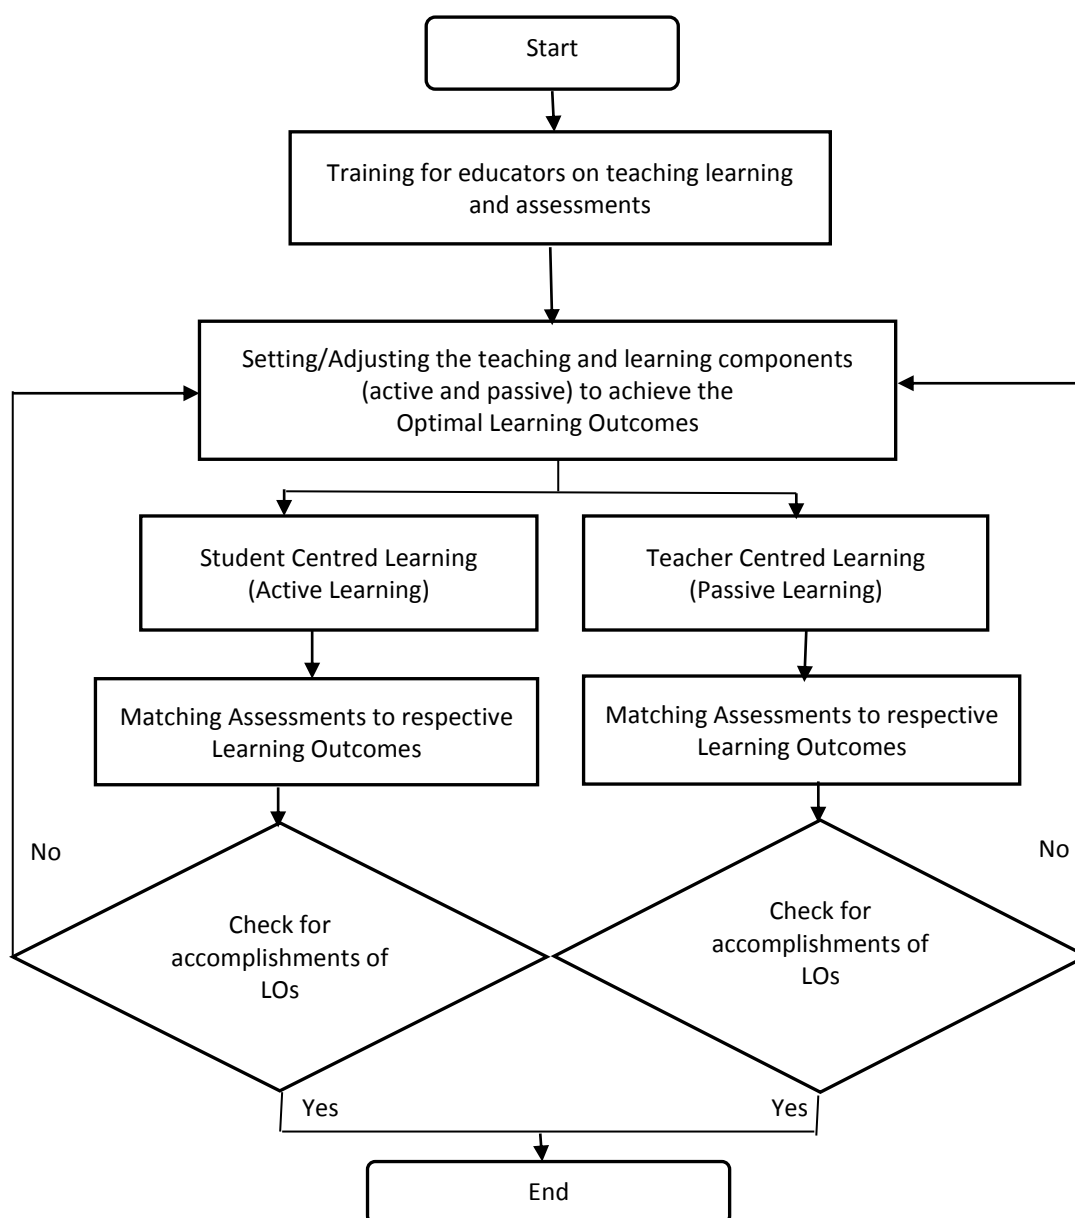 Start
Training for educators on teaching learning
and assessments
Setting/Adjusting the teaching and learning components
(active and passive) to achieve the
Optimal Learning Outcomes
Student Centred Learning
(Active Learning)
Teacher Centred Learning
(Passive Learning)
Matching Assessments to respective
Learning Outcomes
Matching Assessments to respective
Learning Outcomes
No
No
Check for
accomplishments of
LOs
Check for
accomplishments of
LOs
Yes
Yes
End